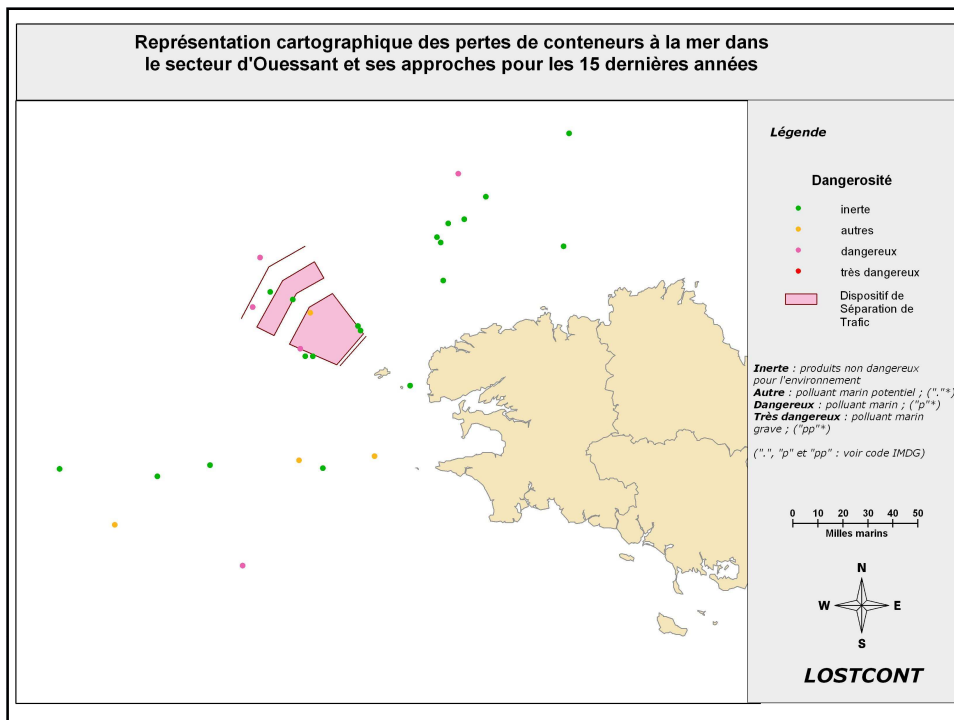 Représentation cartographique des pertes de conteneurs à la mer dans
le secteur d'Ouessant et ses approches pour les 15 dernières années
Légende
Dangerosité
inerte
autres
dangereux
très dangereux
Dispositif de
Séparation de
Trafic
Inerte : produits non dangereux
pour l'environnement
Autre : polluant marin potentiel ; ("."*)
Dangereux : polluant marin ; ("p"*)
Très dangereux : polluant marin
grave ; ("pp"*)
(".", "p" et "pp" : voir code IMDG)
0 10 20 30 40 50
Milles marins
N
W E
S
LOSTCONT